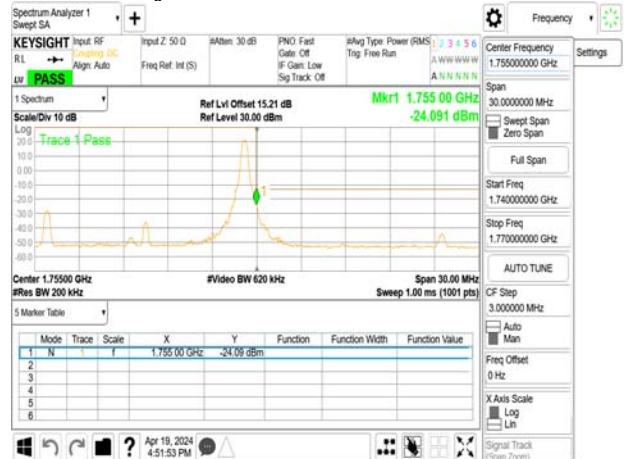 Spectrum Analyzer 1
Swept SA
+
Frequency
KEYSIGHT
RL
LV PASS
Input: RF
Coupling: DC
Align: Auto
Input Z: 50 Ω
Freq Ref: Int (S)
#Atten: 30 dB
PNO: Fast
Gate: Off
IF Gain: Low
Sig Track: Off
#Avg Type: Power (RMS
Trig: Free Run
1 2 3 4 5 6
A W W W W W
A N N N N N
Settings
Center Frequency
1.755000000 GHz
Span
30.0000000 MHz
Swept Span
Zero Span
Full Span
Start Freq
1.740000000 GHz
Stop Freq
1.770000000 GHz
AUTO TUNE
CF Step
3.000000 MHz
Auto
Man
Freq Offset
0 Hz
X Axis Scale
Log
Lin
Signal Track
(Span Zoom)
1 Spectrum
Scale/Div 10 dB
Ref Lvl Offset 15.21 dB
Ref Level 30.00 dBm
Mkr1 1.755 00 GHz
-24.091 dBm
Log
Trace 1 Pass
20.0
10.0
0.00
-10.0
-20.0
-30.0
-40.0
-50.0
-60.0
1
Center 1.75500 GHz
#Res BW 200 kHz
#Video BW 620 kHz
Span 30.00 MHz
Sweep 1.00 ms (1001 pts)
5 Marker Table
Mode Trace Scale X Y Function Function Width Function Value
1 N 1 f 1.755 00 GHz -24.09 dBm
2
3
4
5
6
?
Apr 19, 2024
4:51:53 PM